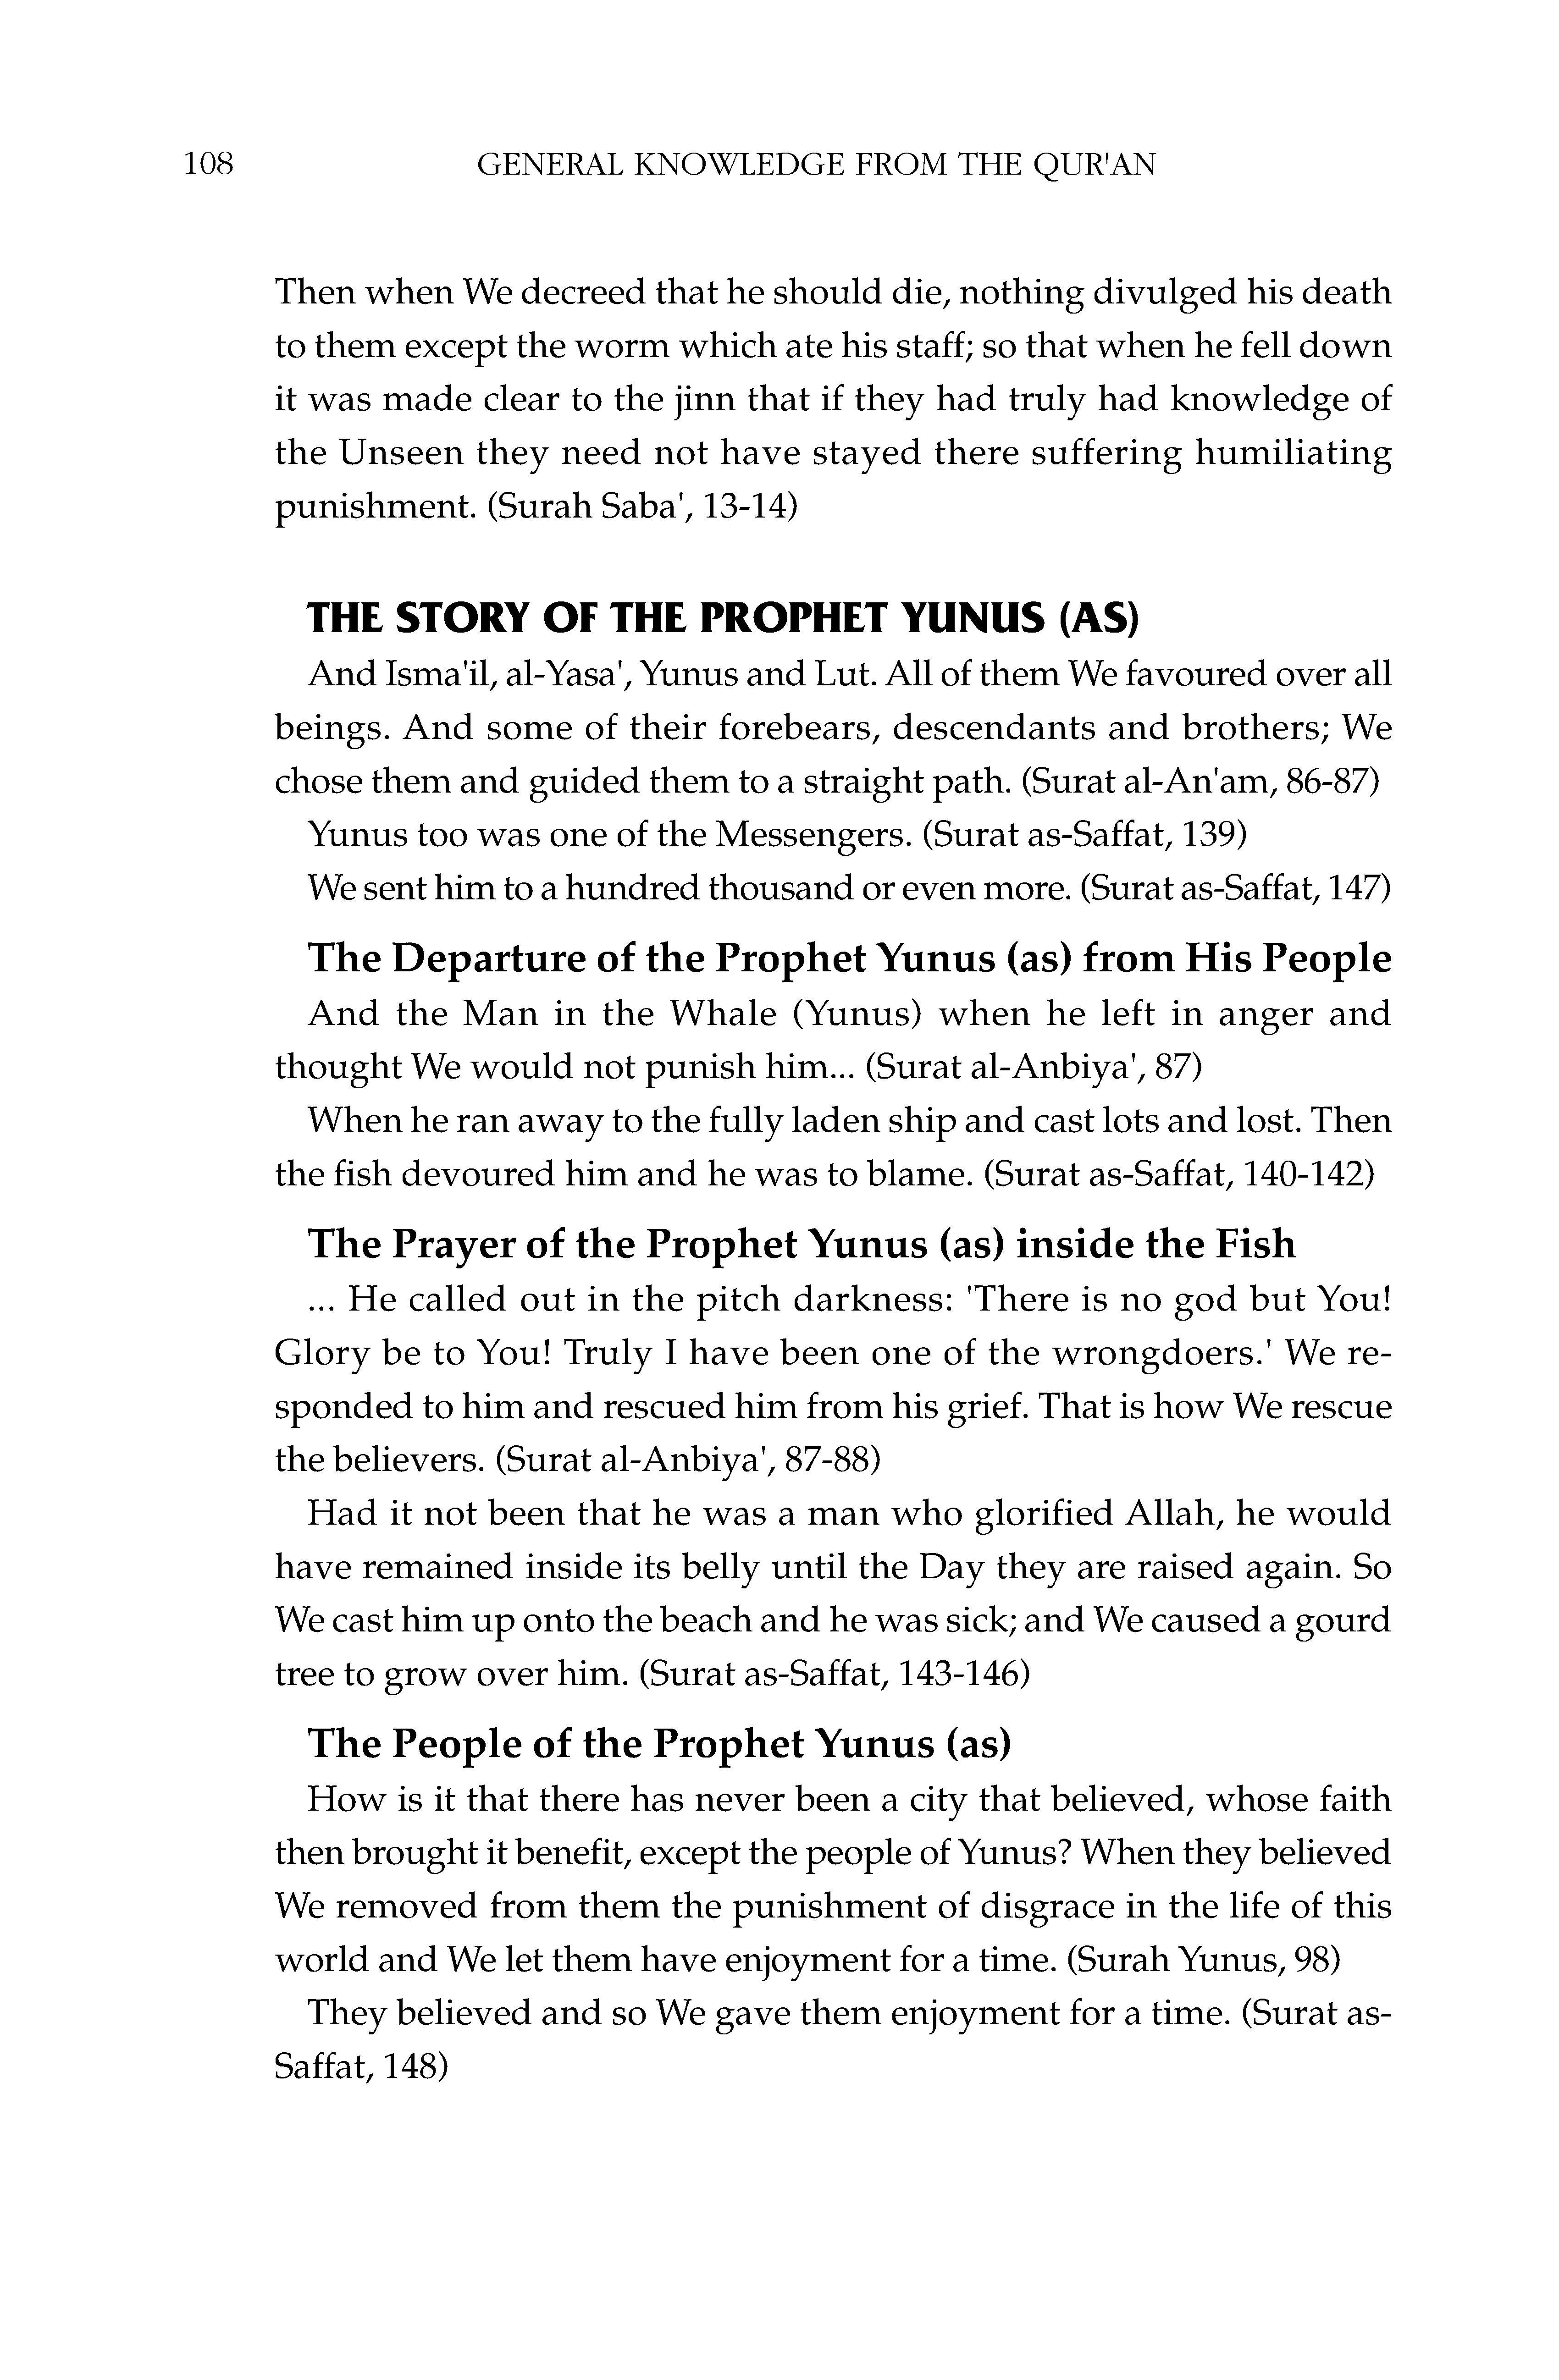 108 GENERAL KNOWLEDGE FROM THE QUR'AN
Then when We decreed that he should die, nothing divulged his death
to them except the worm which ate his staff; so that when he fell down
it was made clear to the jinn that if they had truly had knowledge of
the Unseen they need not have stayed there suffering humiliating
punishment. (Surah Saba', 13-14)
THE STORY OF THE PROPHET YUNUS (AS)
And Isma'il, al-Yasa', Yunus and Lut. All of them We favoured over all
beings. And some of their forebears, descendants and brothers; We
chose them and guided them to a straight path. (Surat al-An'am, 86-87)
Yunus too was one of the Messengers. (Surat as-Saffat, 139)
We sent him to a hundred thousand or even more. (Surat as-Saffat, 147)
The Departure of the Prophet Yunus (as) from His People
And the Man in the Whale (Yunus) when he left in anger and
thought We would not punish him... (Surat al-Anbiya', 87)
When he ran away to the fully laden ship and cast lots and lost. Then
the fish devoured him and he was to blame. (Surat as-Saffat, 140-142)
The Prayer of the Prophet Yunus (as) inside the Fish
... He called out in the pitch darkness: 'There is no god but You!
Glory be to You! Truly I have been one of the wrongdoers.' We re-
sponded to him and rescued him from his grief. That is how We rescue
the believers. (Surat al-Anbiya', 87-88)
Had it not been that he was a man who glorified Allah, he would
have remained inside its belly until the Day they are raised again. So
We cast him up onto the beach and he was sick; and We caused a gourd
tree to grow over him. (Surat as-Saffat, 143-146)
The People of the Prophet Yunus (as)
How is it that there has never been a city that believed, whose faith
then brought it benefit, except the people of Yunus? When they believed
We removed from them the punishment of disgrace in the life of this
world and We let them have enjoyment for a time. (Surah Yunus, 98)
They believed and so We gave them enjoyment for a time. (Surat as-
Saffat, 148)